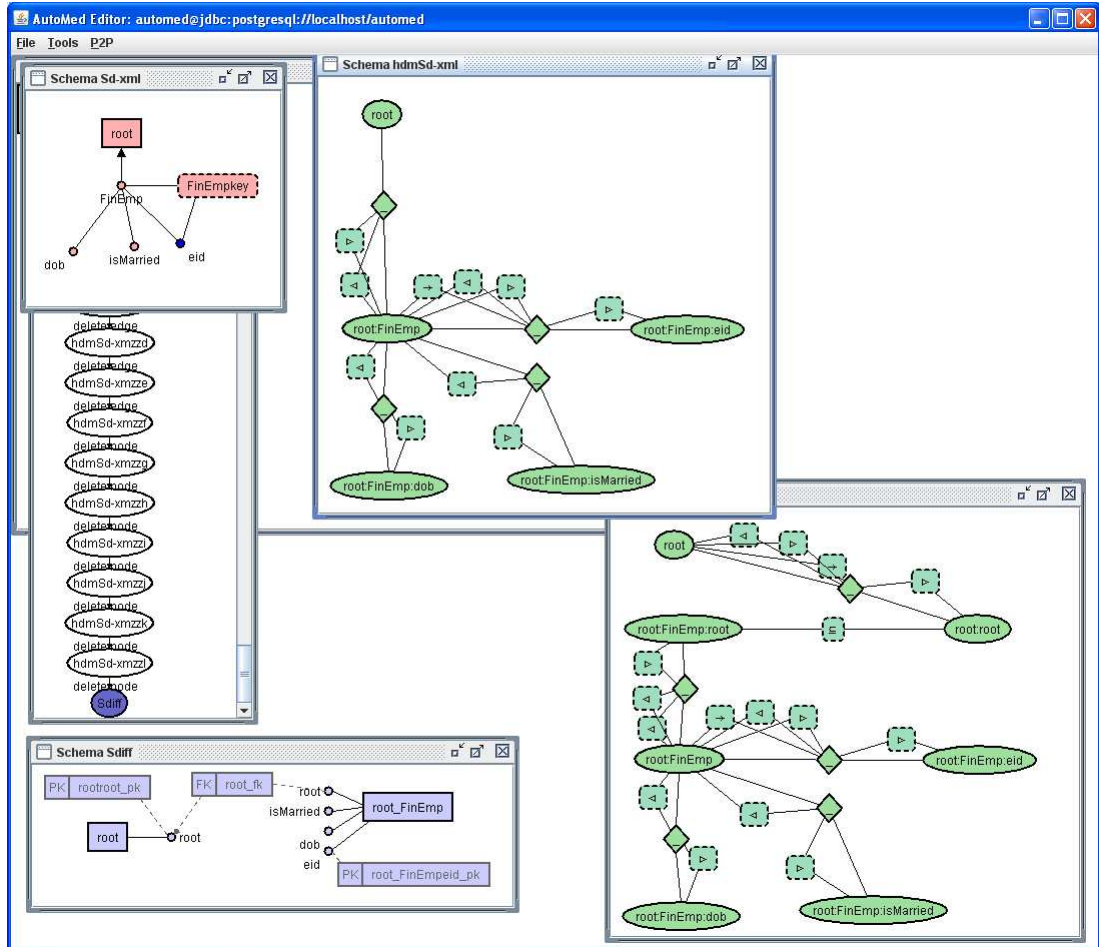 AutoMed Editor: automed@jdbc:postgresql://localhost/automed
File Tools P2P
Schema Sd-xml
root
FinEmp
FinEmpkey
dob
isMarried
eid
Schema hdmSd-xml
root
root:FinEmp
root:FinEmp:eid
root:FinEmp:dob
root:FinEmp:isMarried
deleteedge
hdmSd-xmzzd
deleteedge
hdmSd-xmzze
deleteedge
hdmSd-xmzzf
deletenode
hdmSd-xmzzg
deletenode
hdmSd-xmzzh
deletenode
hdmSd-xmzzi
deletenode
hdmSd-xmzzj
deletenode
hdmSd-xmzzk
deletenode
hdmSd-xmzzl
deletenode
Sdiff
root
root:FinEmp:root
root:root
root:FinEmp
root:FinEmp:eid
root:FinEmp:dob
root:FinEmp:isMarried
Schema Sdiff
PK rootroot_pk
FK root_fk
root
root
root
isMarried
dob
eid
root_FinEmp
PK root_FinEmpeid_pk